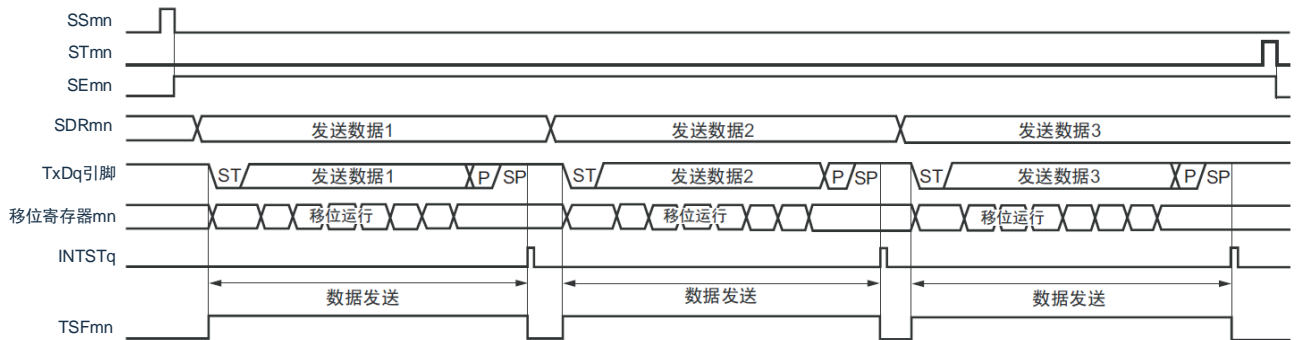 SSmn
STmn
SEmn
SDRmn 发送数据1 发送数据2 发送数据3
TxDq引脚 ST 发送数据1 P SP ST 发送数据2 P SP ST 发送数据3 P SP
移位寄存器mn 移位运行 移位运行 移位运行
INTSTq
数据发送 数据发送 数据发送
TSFmn